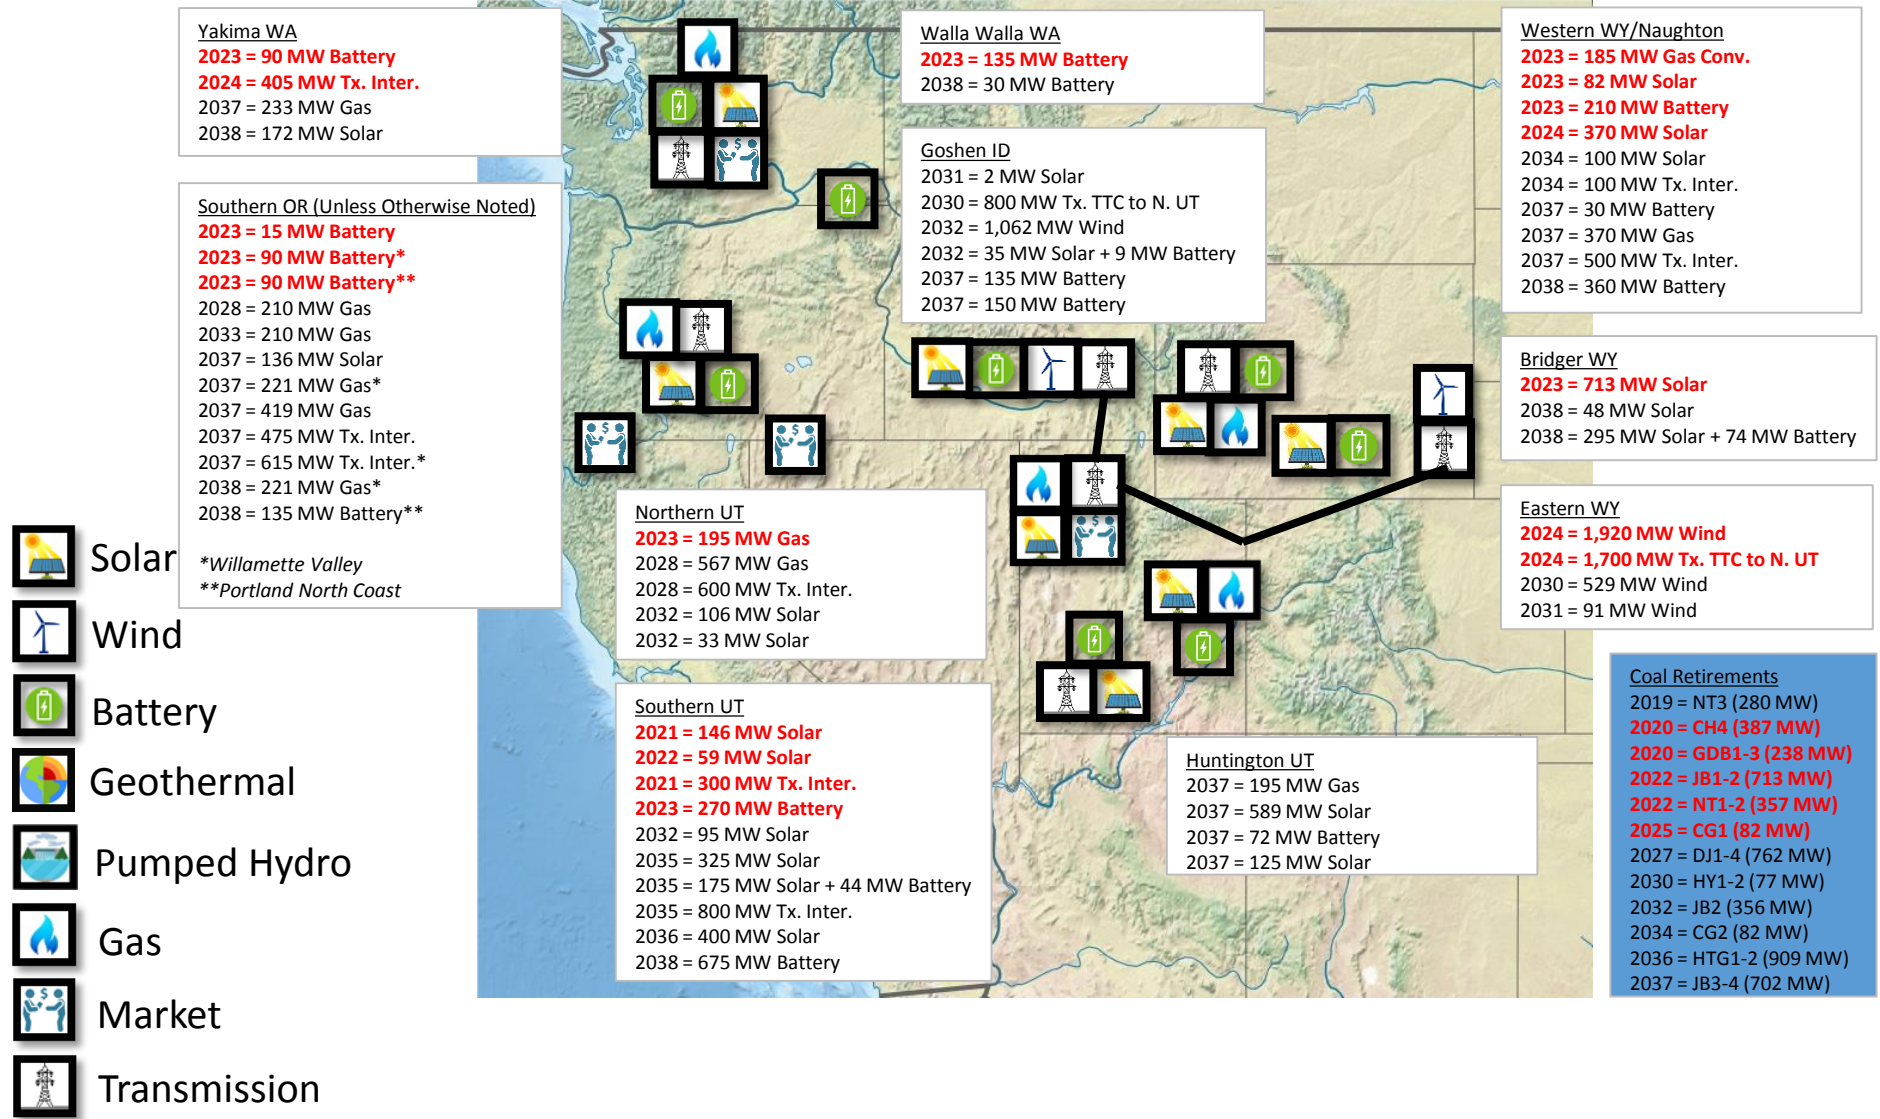 Yakima WA
2023 = 90 MW Battery
2024 = 405 MW Tx. Inter.
2037 = 233 MW Gas
2038 = 172 MW Solar
Southern OR (Unless Otherwise Noted)
2023 = 15 MW Battery
2023 = 90 MW Battery*
2023 = 90 MW Battery**
2028 = 210 MW Gas
2033 = 210 MW Gas
2037 = 136 MW Solar
2037 = 221 MW Gas*
2037 = 419 MW Gas
2037 = 475 MW Tx. Inter.
2037 = 615 MW Tx. Inter.*
2038 = 221 MW Gas*
2038 = 135 MW Battery**
*Willamette Valley
**Portland North Coast
Walla Walla WA
2023 = 135 MW Battery
2038 = 30 MW Battery
Goshen ID
2031 = 2 MW Solar
2030 = 800 MW Tx. TTC to N. UT
2032 = 1,062 MW Wind
2032 = 35 MW Solar + 9 MW Battery
2037 = 135 MW Battery
2037 = 150 MW Battery
Western WY/Naughton
2023 = 185 MW Gas Conv.
2023 = 82 MW Solar
2023 = 210 MW Battery
2024 = 370 MW Solar
2034 = 100 MW Solar
2034 = 100 MW Tx. Inter.
2037 = 30 MW Battery
2037 = 370 MW Gas
2037 = 500 MW Tx. Inter.
2038 = 360 MW Battery
Bridger WY
2023 = 713 MW Solar
2038 = 48 MW Solar
2038 = 295 MW Solar + 74 MW Battery
Eastern WY
2024 = 1,920 MW Wind
2024 = 1,700 MW Tx. TTC to N. UT
2030 = 529 MW Wind
2031 = 91 MW Wind
Northern UT
2023 = 195 MW Gas
2028 = 567 MW Gas
2028 = 600 MW Tx. Inter.
2032 = 106 MW Solar
2032 = 33 MW Solar
Southern UT
2021 = 146 MW Solar
2022 = 59 MW Solar
2021 = 300 MW Tx. Inter.
2023 = 270 MW Battery
2032 = 95 MW Solar
2035 = 325 MW Solar
2035 = 175 MW Solar + 44 MW Battery
2035 = 800 MW Tx. Inter.
2036 = 400 MW Solar
2038 = 675 MW Battery
Huntington UT
2037 = 195 MW Gas
2037 = 589 MW Solar
2037 = 72 MW Battery
2037 = 125 MW Solar
Coal Retirements
2019 = NT3 (280 MW)
2020 = CH4 (387 MW)
2020 = GDB1-3 (238 MW)
2022 = JB1-2 (713 MW)
2022 = NT1-2 (357 MW)
2025 = CG1 (82 MW)
2027 = DJ1-4 (762 MW)
2030 = HY1-2 (77 MW)
2032 = JB2 (356 MW)
2034 = CG2 (82 MW)
2036 = HTG1-2 (909 MW)
2037 = JB3-4 (702 MW)
Solar
Wind
Battery
Geothermal
Pumped Hydro
Gas
Market
Transmission